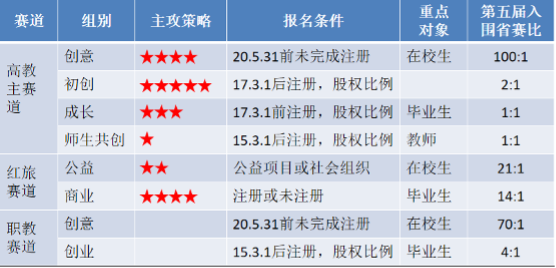 赛道 组别 主攻策略 报名条件 重点对象 第五届入围省赛比
高教主赛道 创意 ★★★★ 20.5.31前未完成注册 在校生 100:1
初创 ★★★★★ 17.3.1后注册，股权比例 2:1
成长 ★★★ 17.3.1前注册，股权比例 毕业生 1:1
师生共创 ★ 15.3.1后注册，股权比例 教师 1:1
红旅赛道 公益 ★★ 公益项目或社会组织 在校生 21:1
商业 ★★★★ 注册或未注册 毕业生 14:1
职教赛道 创意 20.5.31前未完成注册 在校生 70:1
创业 15.3.1后注册，股权比例 毕业生 4:1